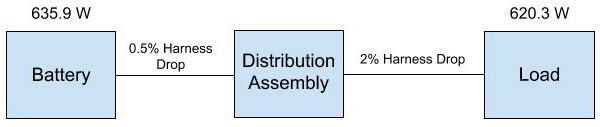 635.9 W
620.3 W
Battery
0.5% Harness
Drop
Distribution
Assembly
2% Harness Drop
Load